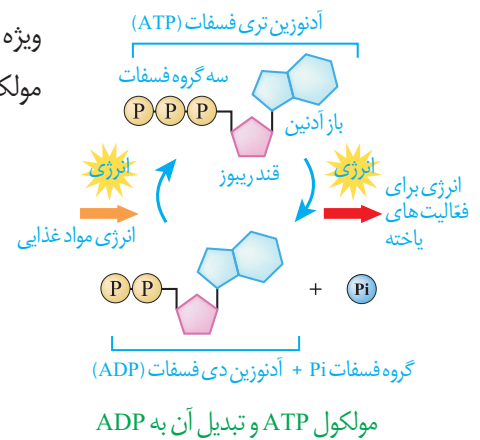 ویژه
مولک
آدنوزین تری فسفات (ATP)
سه گروه فسفات
P P P
باز آدنین
قند ریبوز
انرژی
انرژی مواد غذایی
انرژی
انرژی برای
فعّالیت‌های
یاخته
P P + Pi
گروه فسفات Pi + آدنوزین دی فسفات (ADP)
مولکول ATP و تبدیل آن به ADP